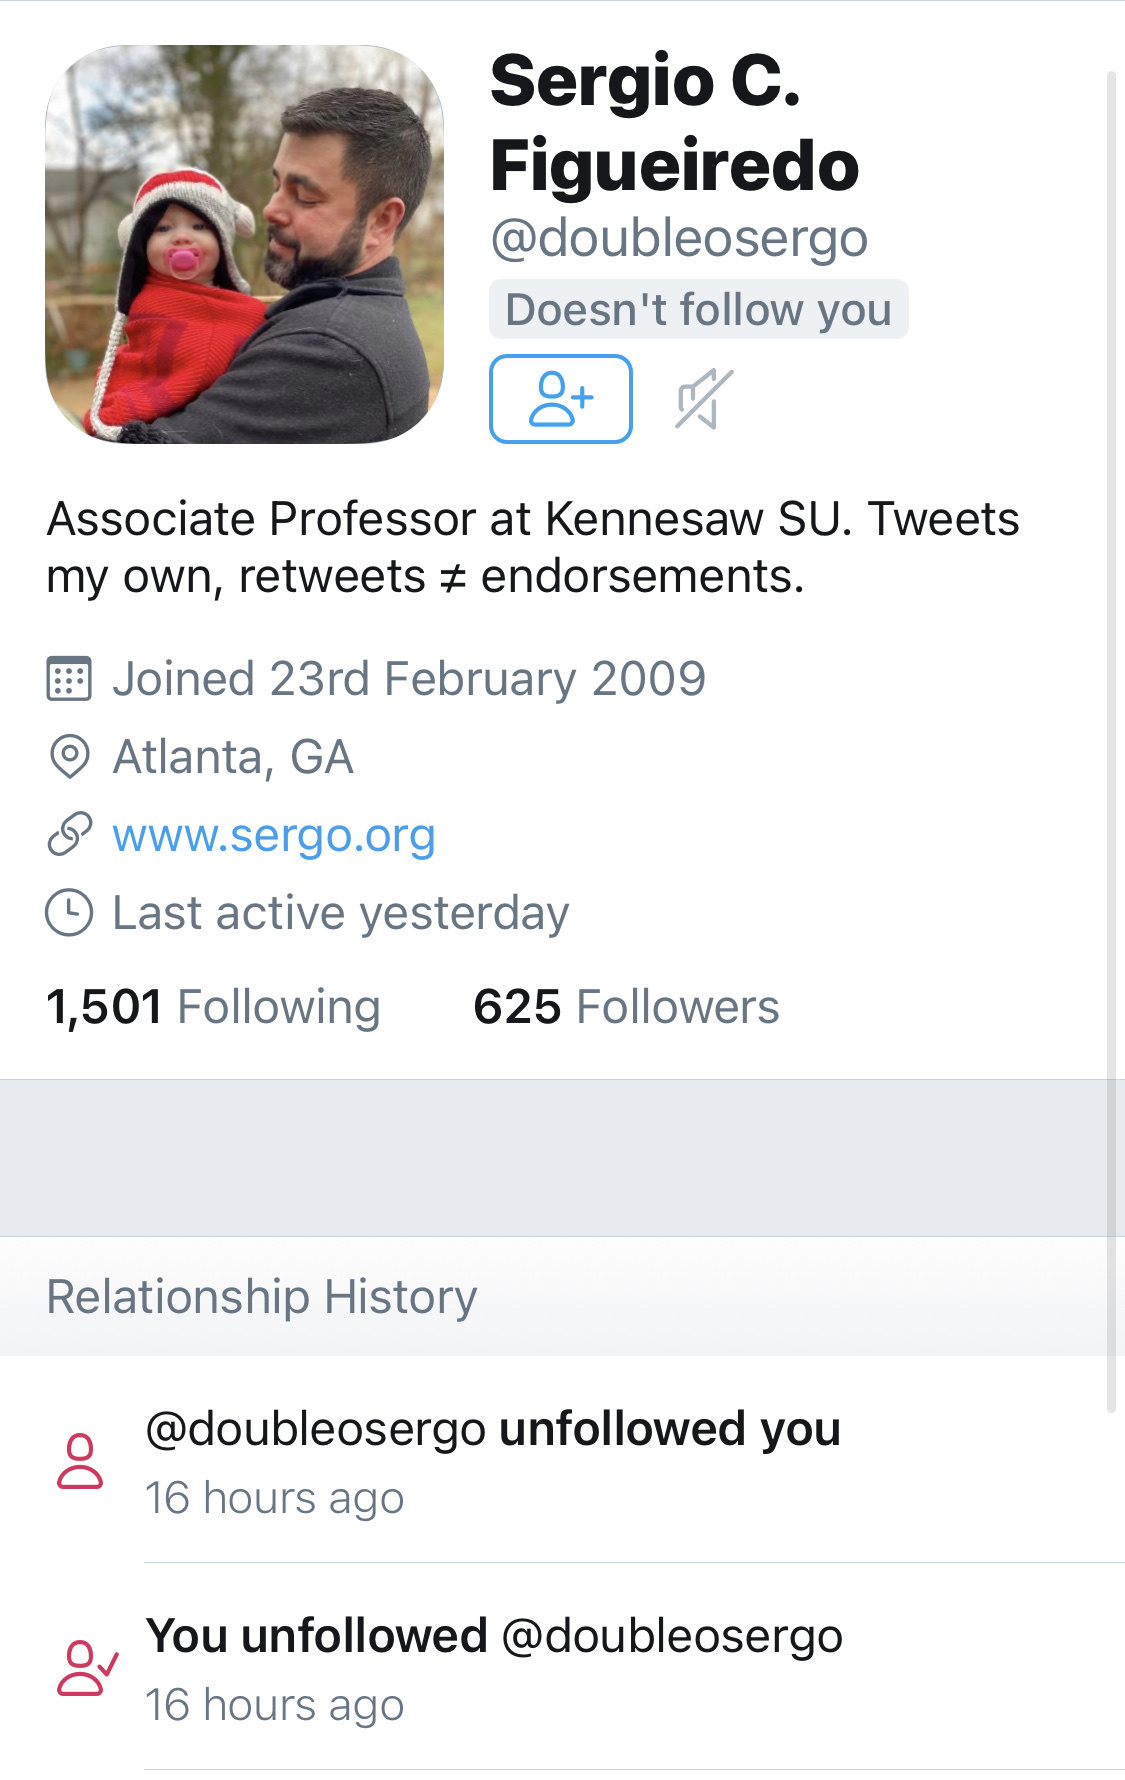 Sergio C.
Figueiredo
@doubleosergo
Doesn't follow you
Associate Professor at Kennesaw SU. Tweets
my own, retweets ≠ endorsements.
Joined 23rd February 2009
Atlanta, GA
www.sergo.org
Last active yesterday
1,501 Following 625 Followers
Relationship History
@doubleosergo unfollowed you
16 hours ago
You unfollowed @doubleosergo
16 hours ago